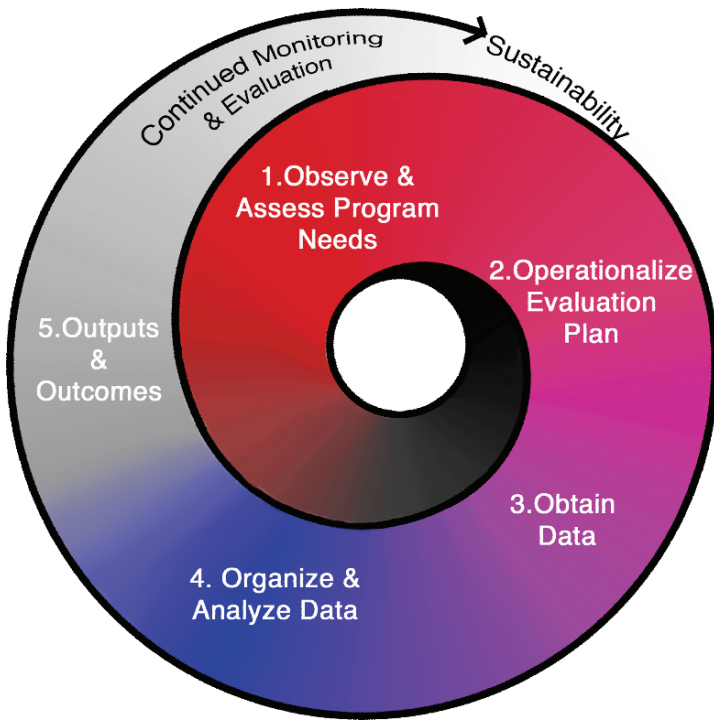 Continued Monitoring
& Evaluation
Sustainability
1.Observe &
Assess Program
Needs
2.Operationalize
Evaluation
Plan
3.Obtain
Data
4. Organize &
Analyze Data
5.Outputs
&
Outcomes